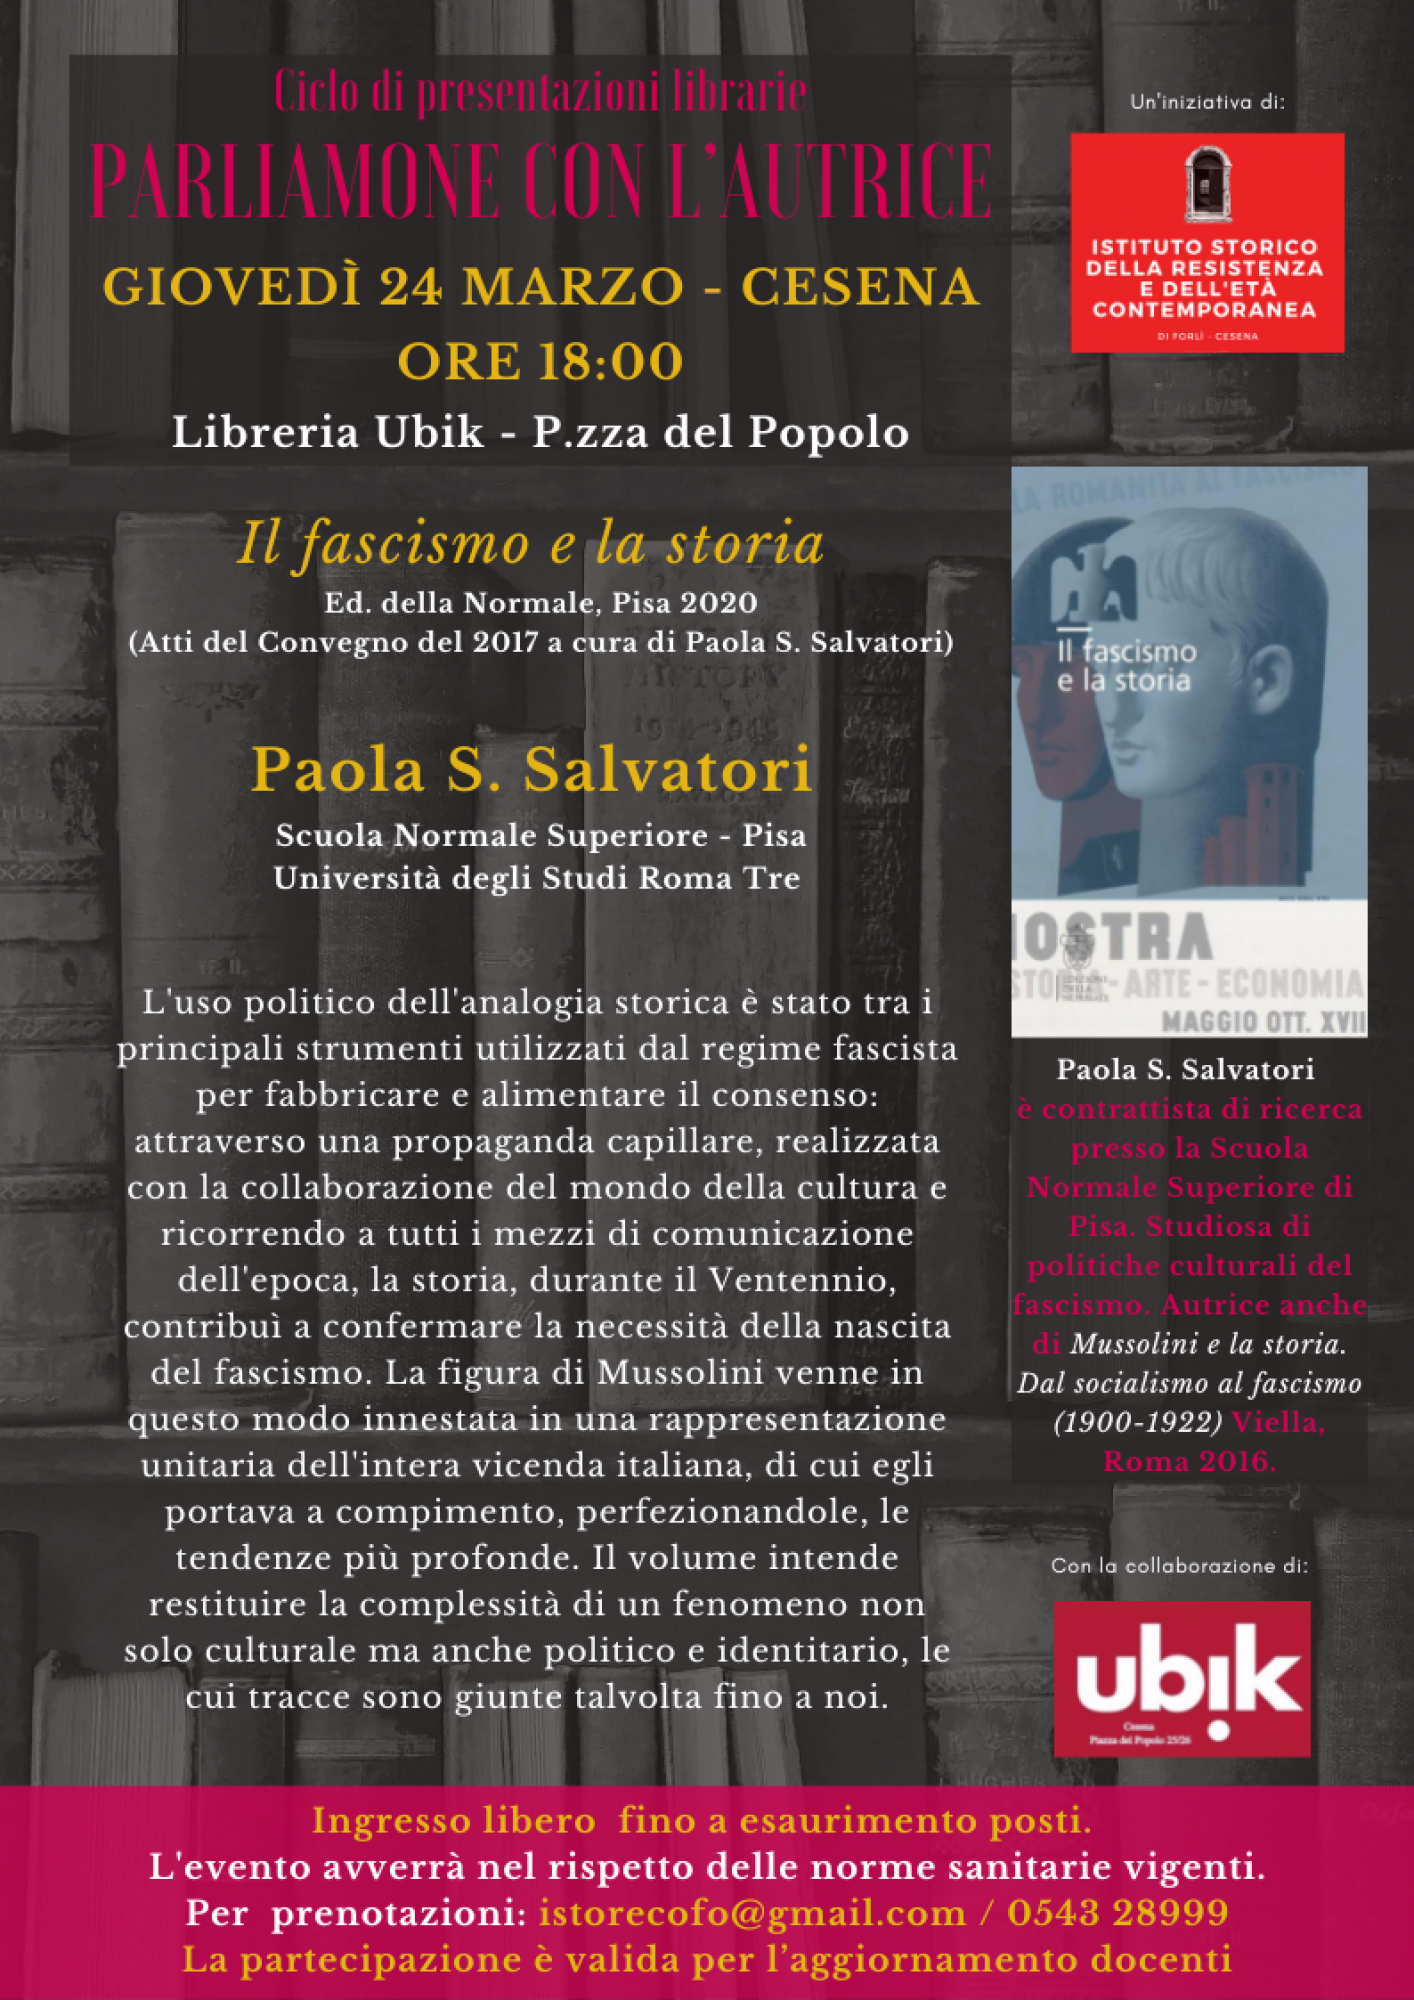 Ciclo di presentazioni librarie
PARLIAMONE CON L'AUTRICE
GIOVEDÌ 24 MARZO - CESENA
ORE 18:00
Libreria Ubik - P.zza del Popolo
Un'iniziativa di:
ISTITUTO STORICO
DELLA RESISTENZA
E DELL'ETÀ
CONTEMPORANEA
DI FORLÌ - CESENA
Il fascismo e la storia
Ed. della Normale, Pisa 2020
(Atti del Convegno del 2017 a cura di Paola S. Salvatori)
Paola S. Salvatori
Scuola Normale Superiore - Pisa
Università degli Studi Roma Tre
L'uso politico dell'analogia storica è stato tra i
principali strumenti utilizzati dal regime fascista
per fabbricare e alimentare il consenso:
attraverso una propaganda capillare, realizzata
con la collaborazione del mondo della cultura e
ricorrendo a tutti i mezzi di comunicazione
dell'epoca, la storia, durante il Ventennio,
contribuì a confermare la necessità della nascita
del fascismo. La figura di Mussolini venne in
questo modo innestata in una rappresentazione
unitaria dell'intera vicenda italiana, di cui egli
portava a compimento, perfezionandole, le
tendenze più profonde. Il volume intende
restituire la complessità di un fenomeno non
solo culturale ma anche politico e identitario, le
cui tracce sono giunte talvolta fino a noi.
ROMANITÀ AL FASCISMO
Il fascismo
e la storia
MOSTRA
- ARTE - ECONOMIA
MAGGIO OTT. XVII
Paola S. Salvatori
è contrattista di ricerca
presso la Scuola
Normale Superiore di
Pisa. Studiosa di
politiche culturali del
fascismo. Autrice anche
di Mussolini e la storia.
Dal socialismo al fascismo
(1900-1922) Viella,
Roma 2016.
Con la collaborazione di:
ubik
Cesena
Piazza del Popolo 25/26
Ingresso libero  fino a esaurimento posti.
L'evento avverrà nel rispetto delle norme sanitarie vigenti.
Per  prenotazioni: istorecofo@gmail.com / 0543 28999
La partecipazione è valida per l'aggiornamento docenti